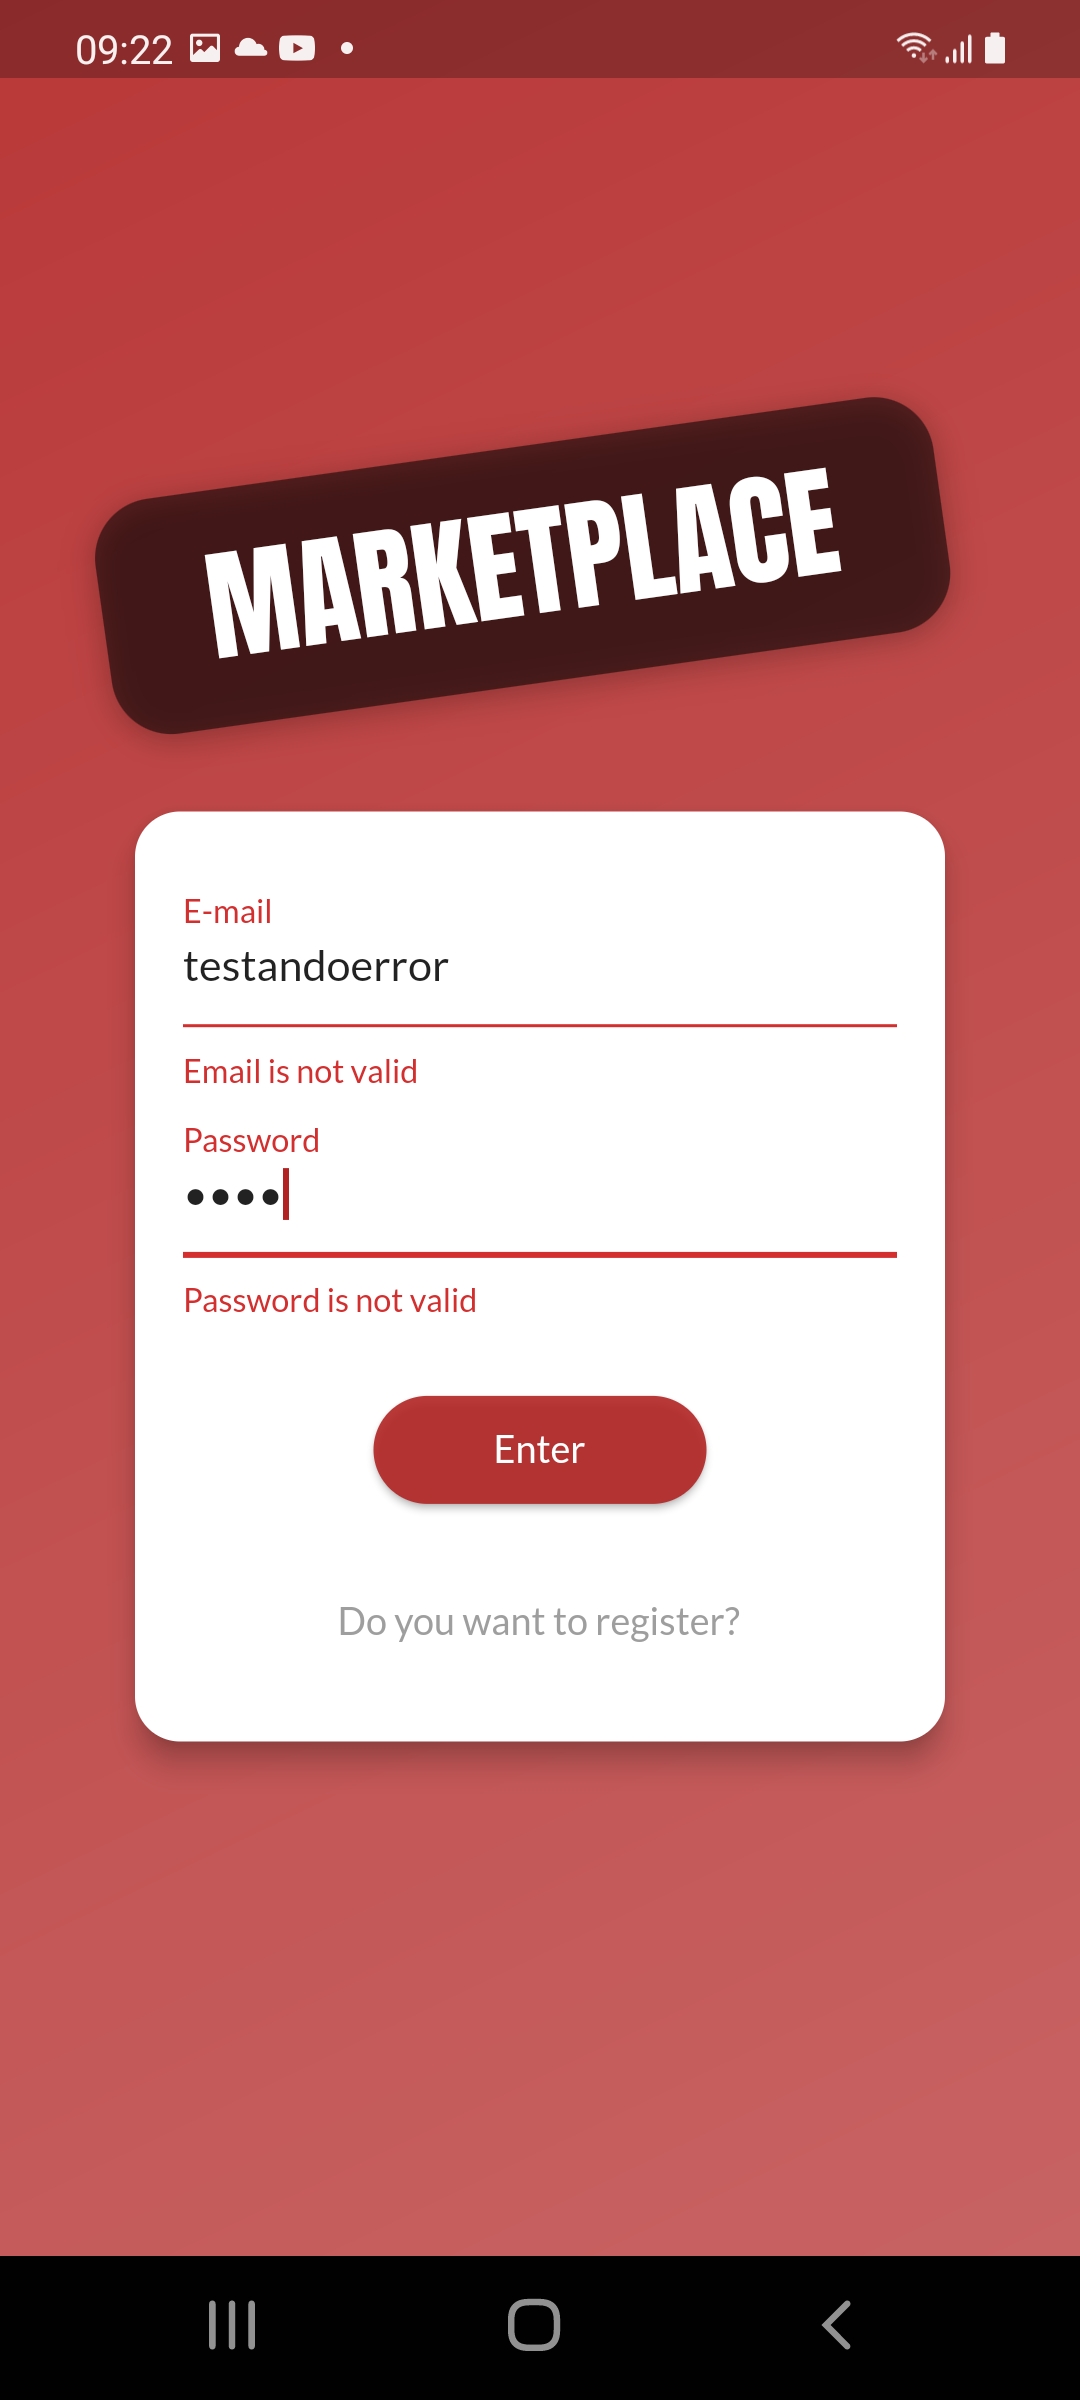 09:22
MARKETPLACE
E-mail
testandoerror
Email is not valid
Password
••••
Password is not valid
Enter
Do you want to register?